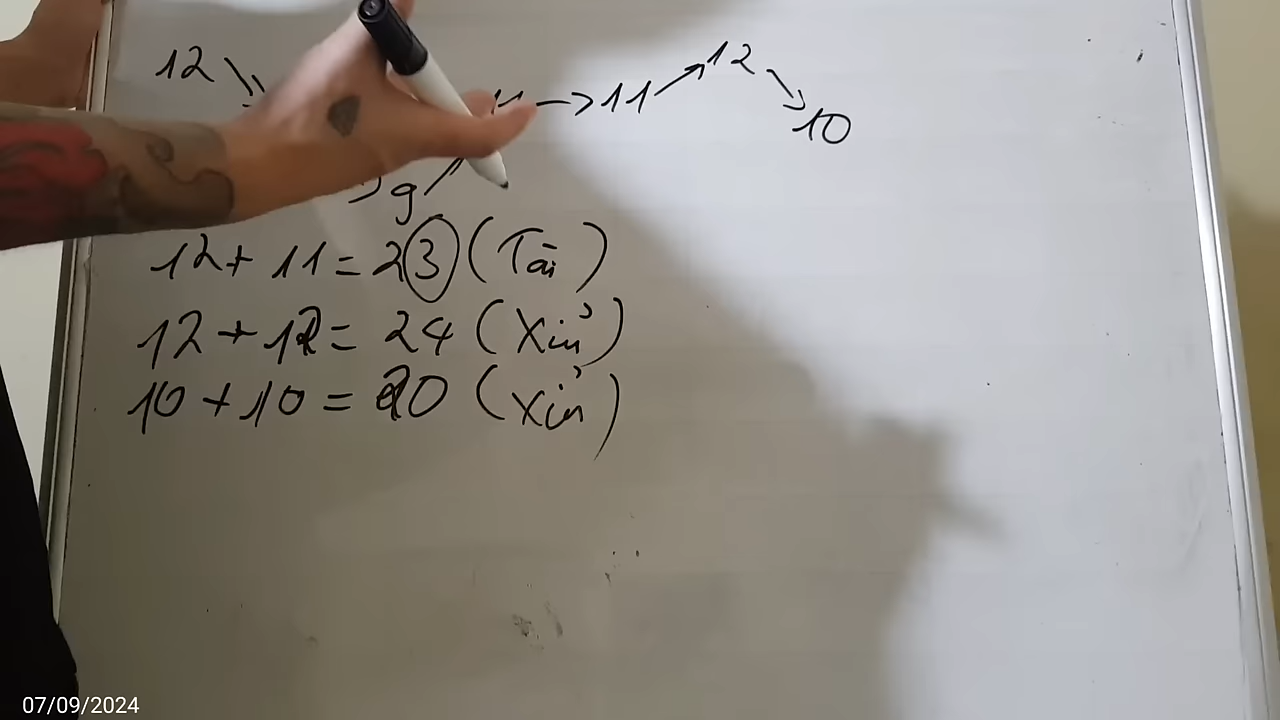 12 ↘ 11 → 11 ↗ 12 ↘ 10
→ 9 ↗
12 + 11 = 23 (Tài)
12 + 12 = 24 (Xỉu)
10 + 10 = 20 (Xỉu)
07/09/2024